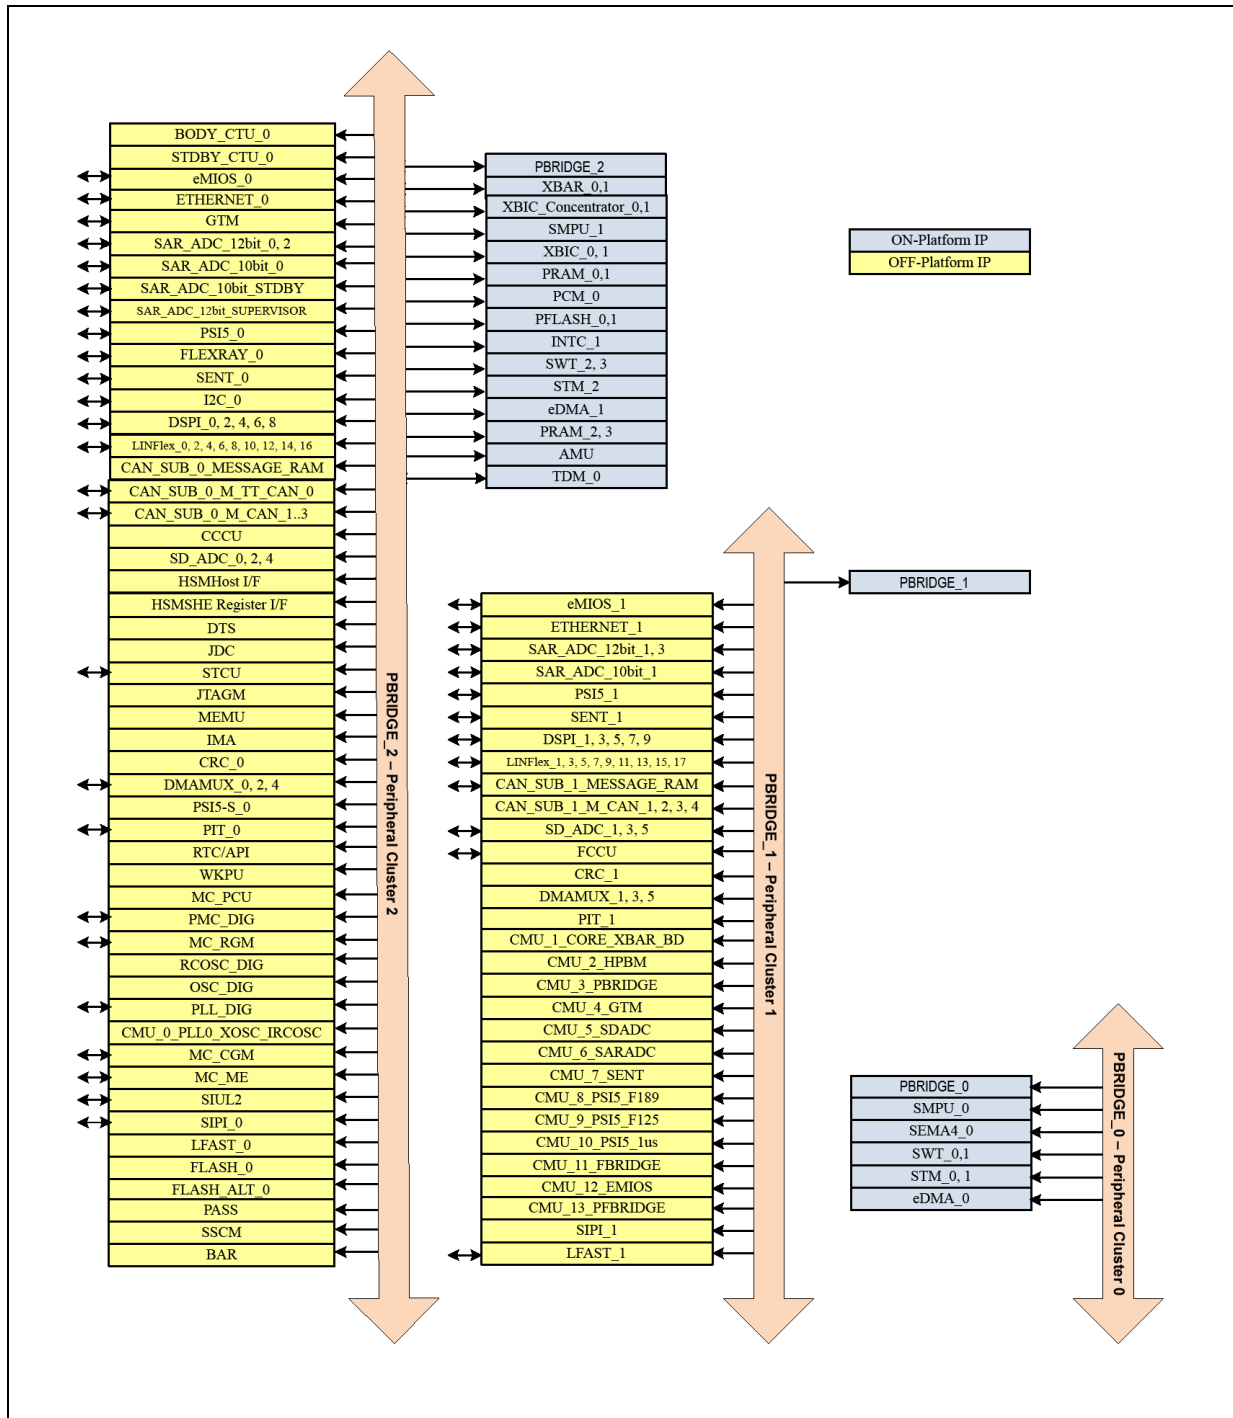 BODY_CTU_0
STDBY_CTU_0
eMIOS_0
ETHERNET_0
GTM
SAR_ADC_12bit_0, 2
SAR_ADC_10bit_0
SAR_ADC_10bit_STDBY
SAR_ADC_12bit_SUPERVISOR
PSI5_0
FLEXRAY_0
SENT_0
I2C_0
DSPI_0, 2, 4, 6, 8
LINFlex_0, 2, 4, 6, 8, 10, 12, 14, 16
CAN_SUB_0_MESSAGE_RAM
CAN_SUB_0_M_TT_CAN_0
CAN_SUB_0_M_CAN_1..3
CCCU
SD_ADC_0, 2, 4
HSMHost I/F
HSMSHE Register I/F
DTS
JDC
STCU
JTAGM
MEMU
IMA
CRC_0
DMAMUX_0, 2, 4
PSI5-S_0
PIT_0
RTC/API
WKPU
MC_PCU
PMC_DIG
MC_RGM
RCOSC_DIG
OSC_DIG
PLL_DIG
CMU_0_PLL0_XOSC_IRCOSC
MC_CGM
MC_ME
SIUL2
SIPI_0
LFAST_0
FLASH_0
FLASH_ALT_0
PASS
SSCM
BAR
PBRIDGE_2 – Peripheral Cluster 2
PBRIDGE_2
XBAR_0,1
XBIC_Concentrator_0,1
SMPU_1
XBIC_0, 1
PRAM_0,1
PCM_0
PFLASH_0,1
INTC_1
SWT_2, 3
STM_2
eDMA_1
PRAM_2, 3
AMU
TDM_0
ON-Platform IP
OFF-Platform IP
eMIOS_1
ETHERNET_1
SAR_ADC_12bit_1, 3
SAR_ADC_10bit_1
PSI5_1
SENT_1
DSPI_1, 3, 5, 7, 9
LINFlex_1, 3, 5, 7, 9, 11, 13, 15, 17
CAN_SUB_1_MESSAGE_RAM
CAN_SUB_1_M_CAN_1, 2, 3, 4
SD_ADC_1, 3, 5
FCCU
CRC_1
DMAMUX_1, 3, 5
PIT_1
CMU_1_CORE_XBAR_BD
CMU_2_HPBM
CMU_3_PBRIDGE
CMU_4_GTM
CMU_5_SDADC
CMU_6_SARADC
CMU_7_SENT
CMU_8_PSI5_F189
CMU_9_PSI5_F125
CMU_10_PSI5_1us
CMU_11_FBRIDGE
CMU_12_EMIOS
CMU_13_PFBRIDGE
SIPI_1
LFAST_1
PBRIDGE_1 – Peripheral Cluster 1
PBRIDGE_1
PBRIDGE_0
SMPU_0
SEMA4_0
SWT_0,1
STM_0, 1
eDMA_0
PBRIDGE_0 – Peripheral Cluster 0